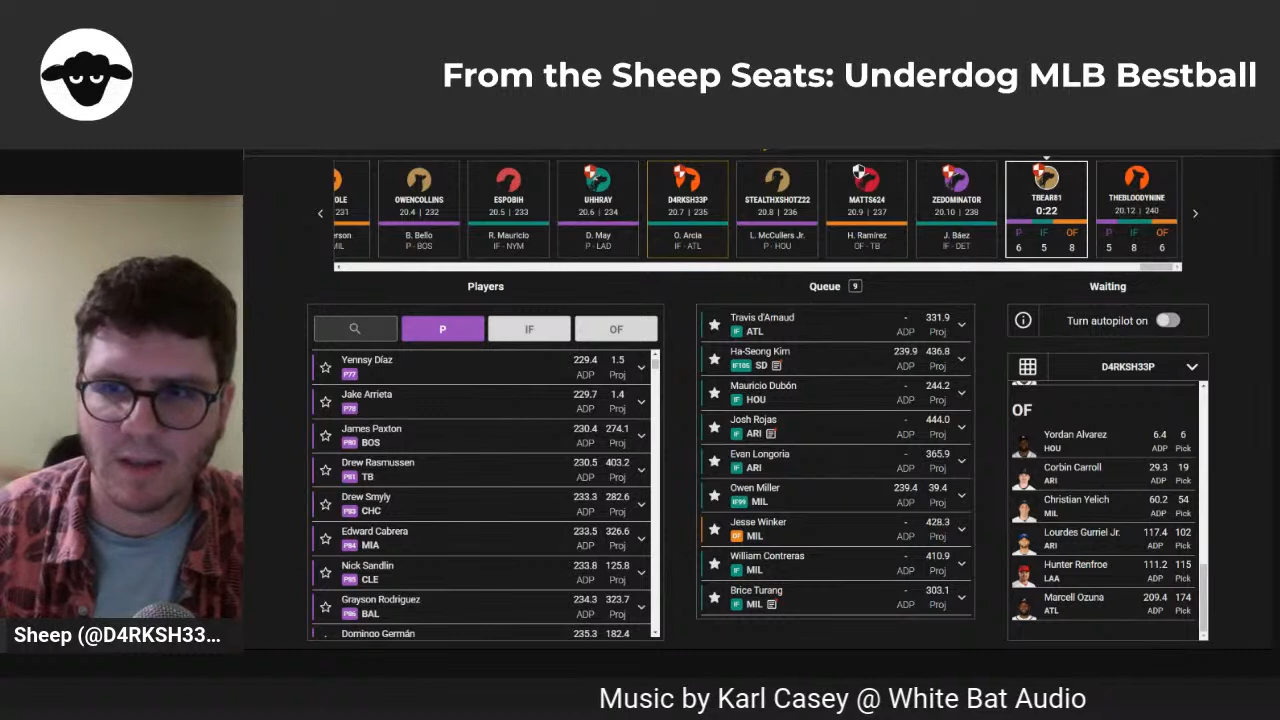 From the Sheep Seats: Underdog MLB Bestball
231
OWENCOLLINS
20.4 | 232
B. Bello
P - BOS
ESPOBIH
20.5 | 233
R. Mauricio
IF - NYM
UHHRAY
20.6 | 234
D. May
P - LAD
D4RKSH33P
20.7 | 235
O. Arcia
IF - ATL
STEALTHXSHOTZ22
20.8 | 236
L. McCullers Jr.
P - HOU
MATTS624
20.9 | 237
H. Ramírez
OF - TB
ZEDOMINATOR
20.10 | 238
J. Báez
IF - DET
TBEAR81
0:22
P IF OF
6 5 8
THEBLOODYNINE
20.12 | 240
P IF OF
5 8 6
Players
Queue 9
Waiting
P
IF
OF
Yennsy Díaz 229.4 1.5
P77 ADP Proj
Jake Arrieta 229.7 1.4
P78 ADP Proj
James Paxton 230.4 274.1
P80 BOS ADP Proj
Drew Rasmussen 230.5 403.2
P81 TB ADP Proj
Drew Smyly 233.3 282.6
P83 CHC ADP Proj
Edward Cabrera 233.5 326.6
P84 MIA ADP Proj
Nick Sandlin 233.8 125.8
P85 CLE ADP Proj
Grayson Rodriguez 234.3 323.7
P86 BAL ADP Proj
Domingo Germán 235.3 182.4
Travis d'Arnaud - 331.9
IF ATL ADP Proj
Ha-Seong Kim 239.9 436.8
IF105 SD ADP Proj
Mauricio Dubón - 244.2
IF HOU ADP Proj
Josh Rojas - 444.0
IF ARI ADP Proj
Evan Longoria - 365.9
IF ARI ADP Proj
Owen Miller 239.4 39.4
IF99 MIL ADP Proj
Jesse Winker - 428.3
OF MIL ADP Proj
William Contreras - 410.9
IF MIL ADP Proj
Brice Turang - 303.1
IF MIL ADP Proj
Turn autopilot on
D4RKSH33P
OF
Yordan Alvarez 6.4 6
HOU ADP Pick
Corbin Carroll 29.3 19
ARI ADP Pick
Christian Yelich 60.2 54
MIL ADP Pick
Lourdes Gurriel Jr. 117.4 102
ARI ADP Pick
Hunter Renfroe 111.2 115
LAA ADP Pick
Marcell Ozuna 209.4 174
ATL ADP Pick
Sheep (@D4RKSH33...
Music by Karl Casey @ White Bat Audio